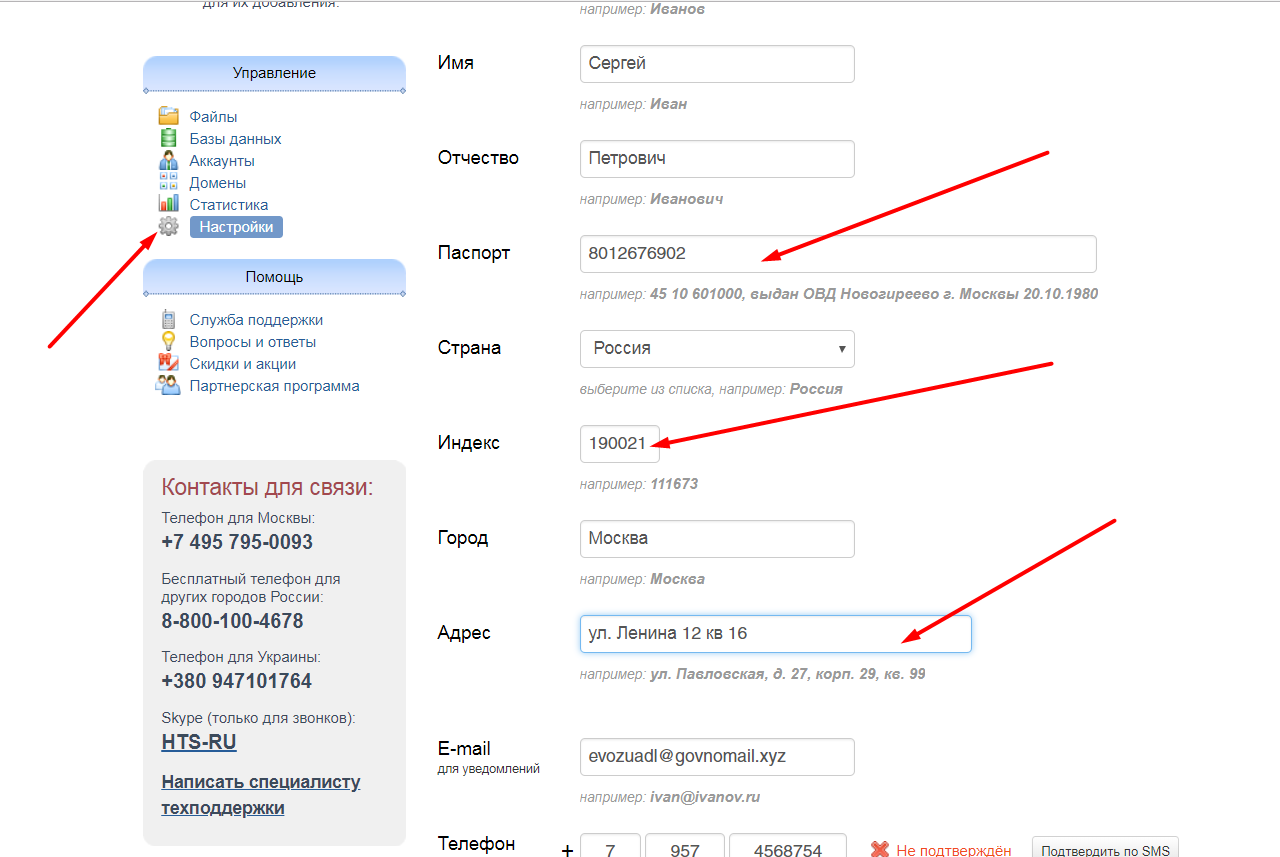 для их добавления.
Управление
Файлы
Базы данных
Аккаунты
Домены
Статистика
Настройки
Помощь
Служба поддержки
Вопросы и ответы
Скидки и акции
Партнерская программа
Контакты для связи:
Телефон для Москвы:
+7 495 795-0093
Бесплатный телефон для
других городов России:
8-800-100-4678
Телефон для Украины:
+380 947101764
Skype (только для звонков):
HTS-RU
Написать специалисту
техподдержки
например: Иванов
Имя
Сергей
например: Иван
Отчество
Петрович
например: Иванович
Паспорт
8012676902
например: 45 10 601000, выдан ОВД Новогиреево г. Москвы 20.10.1980
Страна
Россия
выберите из списка, например: Россия
Индекс
190021
например: 111673
Город
Москва
например: Москва
Адрес
ул. Ленина 12 кв 16
например: ул. Павловская, д. 27, корп. 29, кв. 99
E-mail
для уведомлений
evozuadl@govnomail.xyz
например: ivan@ivanov.ru
Телефон
+ 7 957 4568754 Не подтверждён Подтвердить по SMS